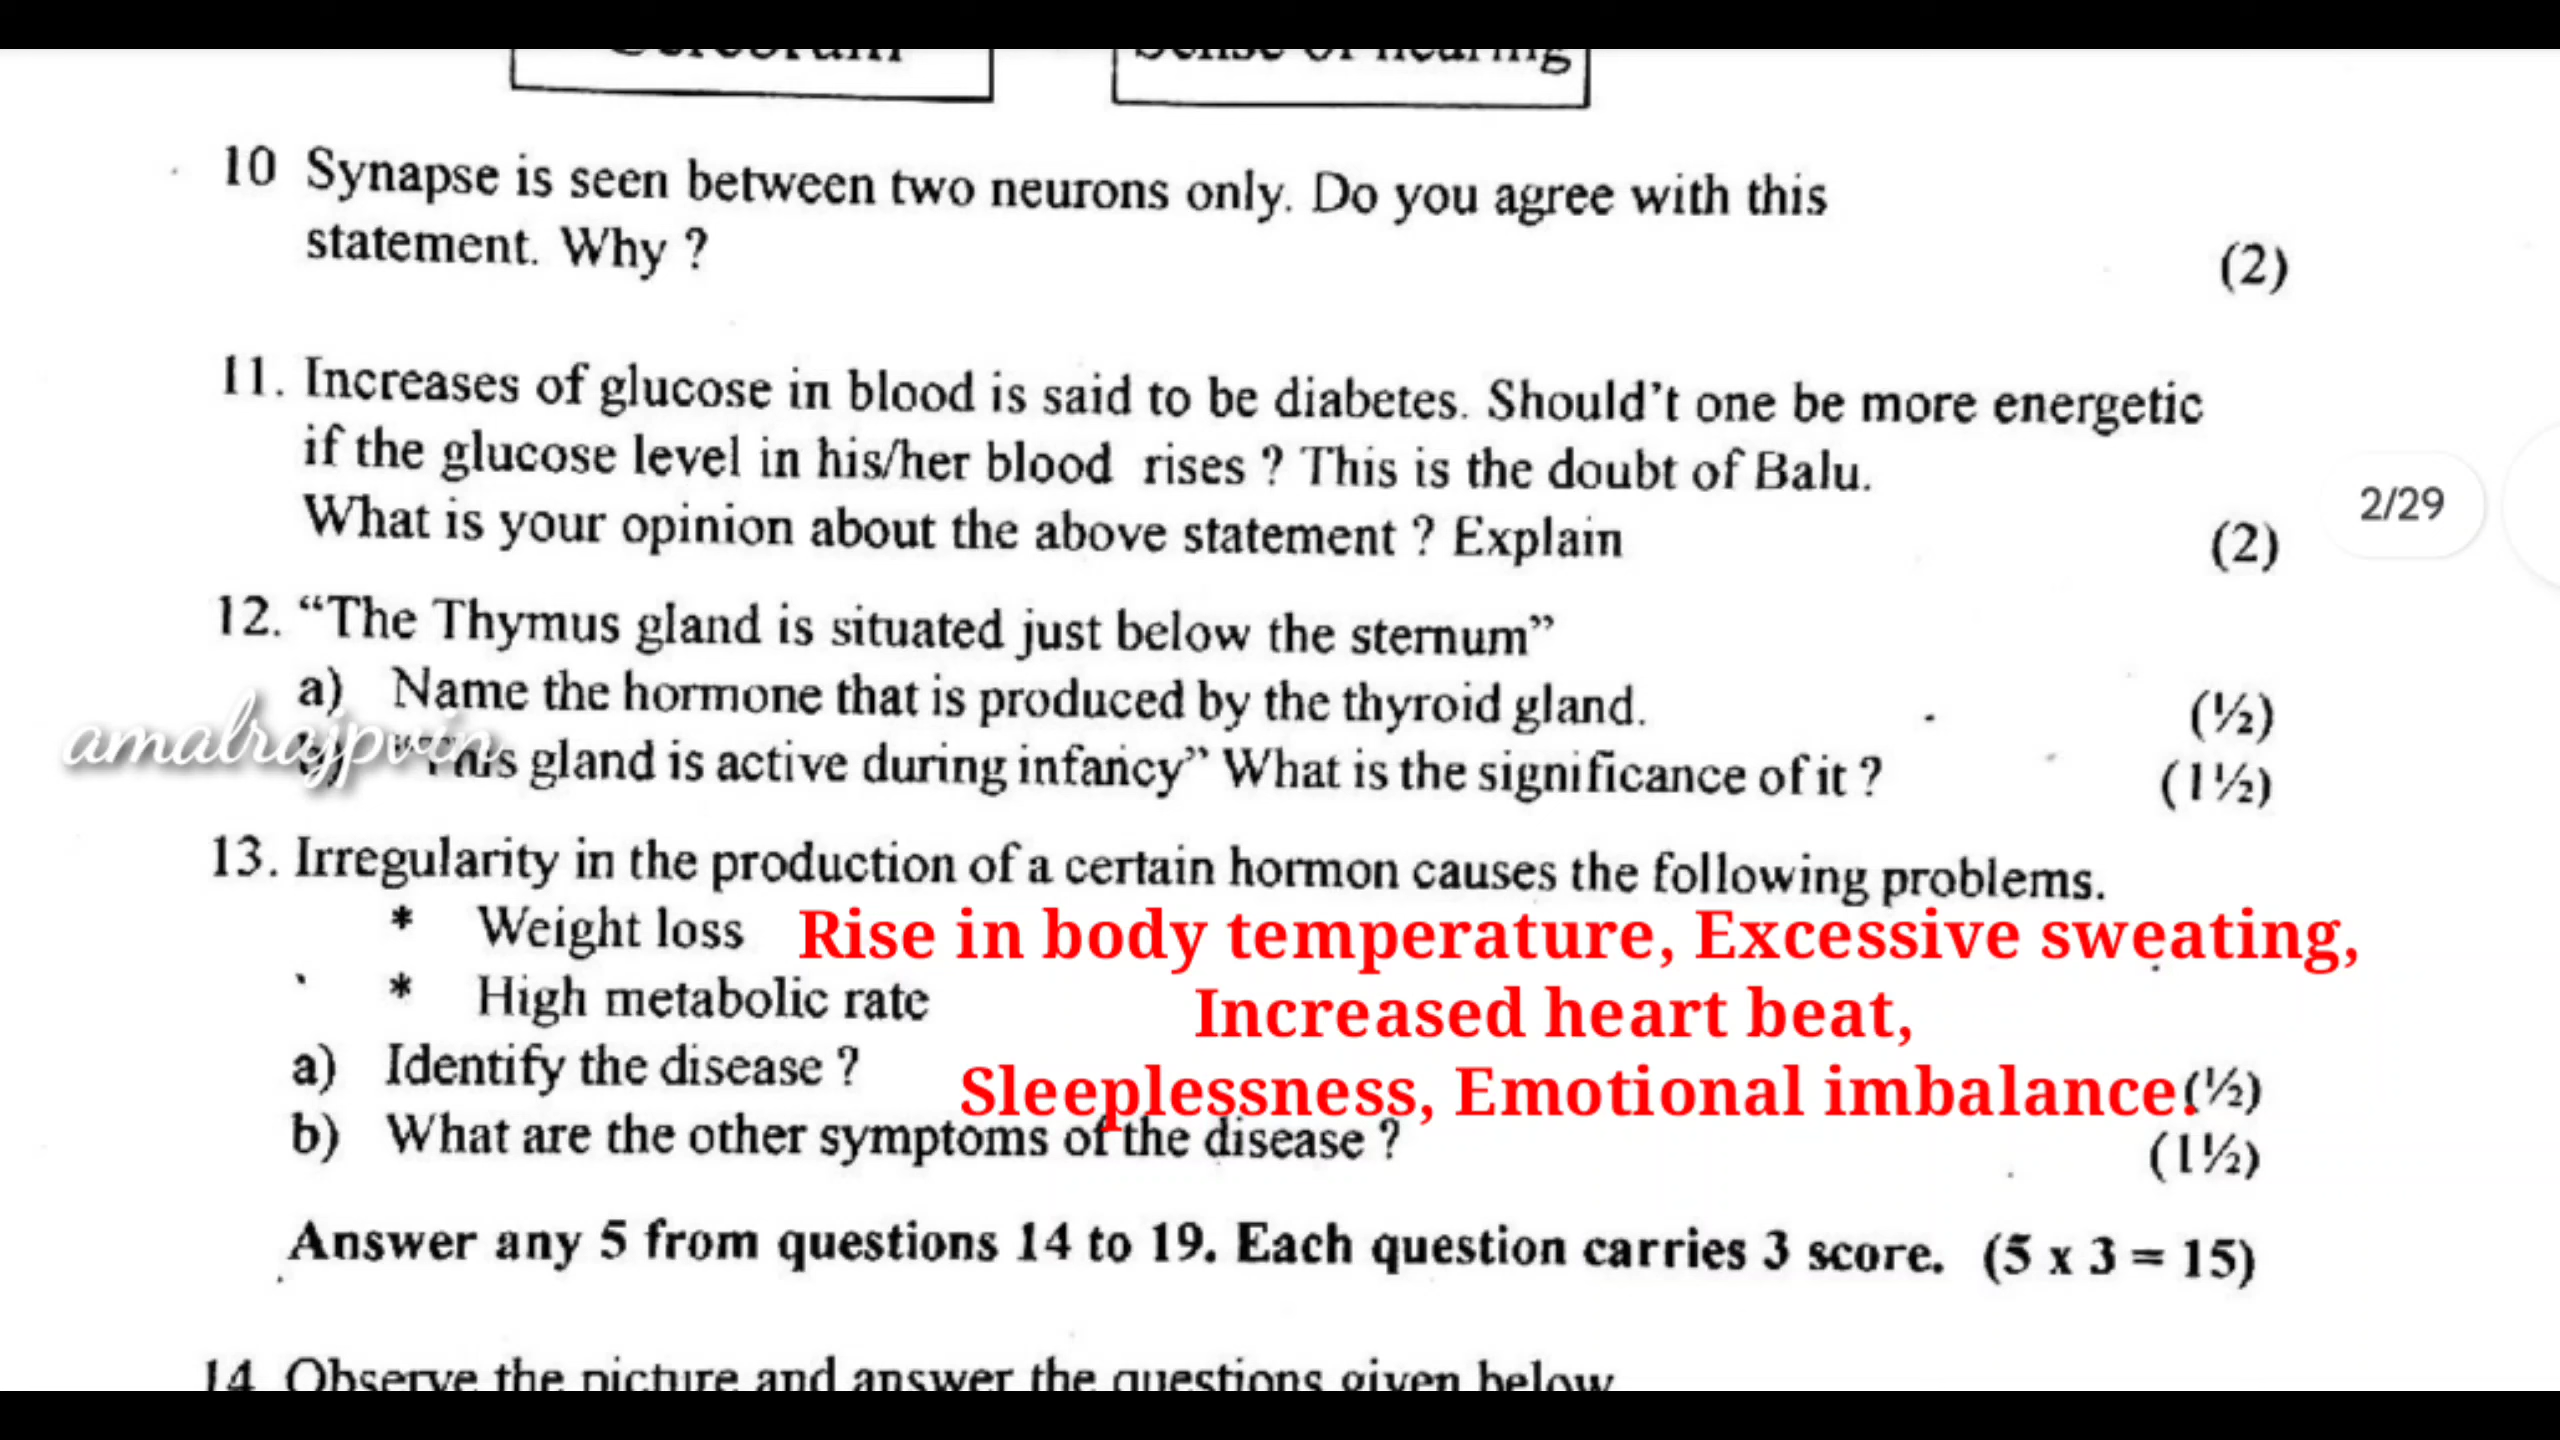 Cerebrum Sense of hearing
10 Synapse is seen between two neurons only. Do you agree with this
statement. Why ? (2)
11. Increases of glucose in blood is said to be diabetes. Should't one be more energetic
if the glucose level in his/her blood rises ? This is the doubt of Balu.
2/29
What is your opinion about the above statement ? Explain (2)
12. “The Thymus gland is situated just below the sternum”
a) Name the hormone that is produced by the thyroid gland. (½)
amalrajpvin
b) “This gland is active during infancy” What is the significance of it ? (1½)
13. Irregularity in the production of a certain hormon causes the following problems.
* Weight loss Rise in body temperature, Excessive sweating,
* High metabolic rate Increased heart beat,
a) Identify the disease ? Sleeplessness, Emotional imbalance. (½)
b) What are the other symptoms of the disease ? (1½)
Answer any 5 from questions 14 to 19. Each question carries 3 score. (5 x 3 = 15)
14 Observe the picture and answer the questions given below